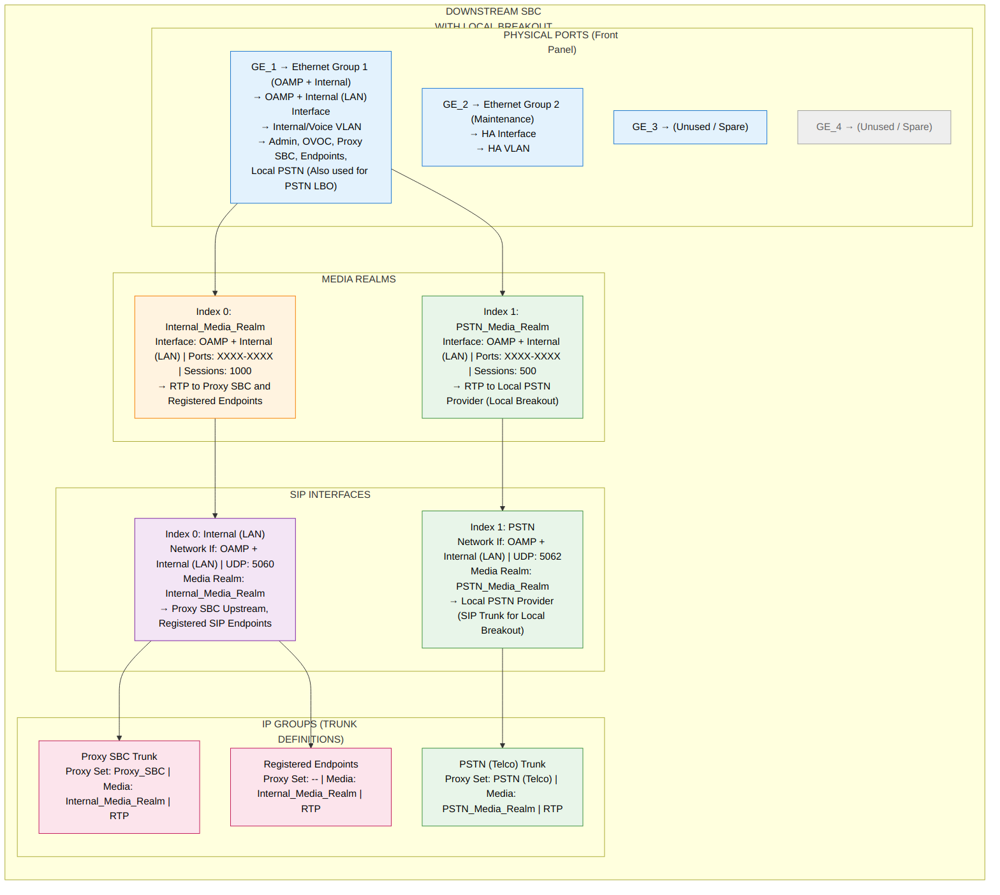 DOWNSTREAM SBC
WITH LOCAL BREAKOUT
PHYSICAL PORTS (Front
Panel)
GE_1 → Ethernet Group 1
(OAMP + Internal)
→ OAMP + Internal (LAN)
Interface
→ Internal/Voice VLAN
→ Admin, OVOC, Proxy
SBC, Endpoints,
Local PSTN (Also used for
PSTN LBO)
GE_2 → Ethernet Group 2
(Maintenance)
→ HA Interface
→ HA VLAN
GE_3 → (Unused / Spare)
GE_4 → (Unused / Spare)
MEDIA REALMS
Index 0:
Internal_Media_Realm
Interface: OAMP + Internal
(LAN) | Ports: XXXX-XXXX
| Sessions: 1000
→ RTP to Proxy SBC and
Registered Endpoints
Index 1:
PSTN_Media_Realm
Interface: OAMP + Internal
(LAN) | Ports: XXXX-XXXX
| Sessions: 500
→ RTP to Local PSTN
Provider (Local Breakout)
SIP INTERFACES
Index 0: Internal (LAN)
Network If: OAMP +
Internal (LAN) | UDP: 5060
Media Realm:
Internal_Media_Realm
→ Proxy SBC Upstream,
Registered SIP Endpoints
Index 1: PSTN
Network If: OAMP +
Internal (LAN) | UDP: 5062
Media Realm:
PSTN_Media_Realm
→ Local PSTN Provider
(SIP Trunk for Local
Breakout)
IP GROUPS (TRUNK
DEFINITIONS)
Proxy SBC Trunk
Proxy Set: Proxy_SBC |
Media:
Internal_Media_Realm |
RTP
Registered Endpoints
Proxy Set: -- | Media:
Internal_Media_Realm |
RTP
PSTN (Telco) Trunk
Proxy Set: PSTN (Telco) |
Media:
PSTN_Media_Realm | RTP